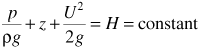 p/ρg + z + U²/2g = H = constant